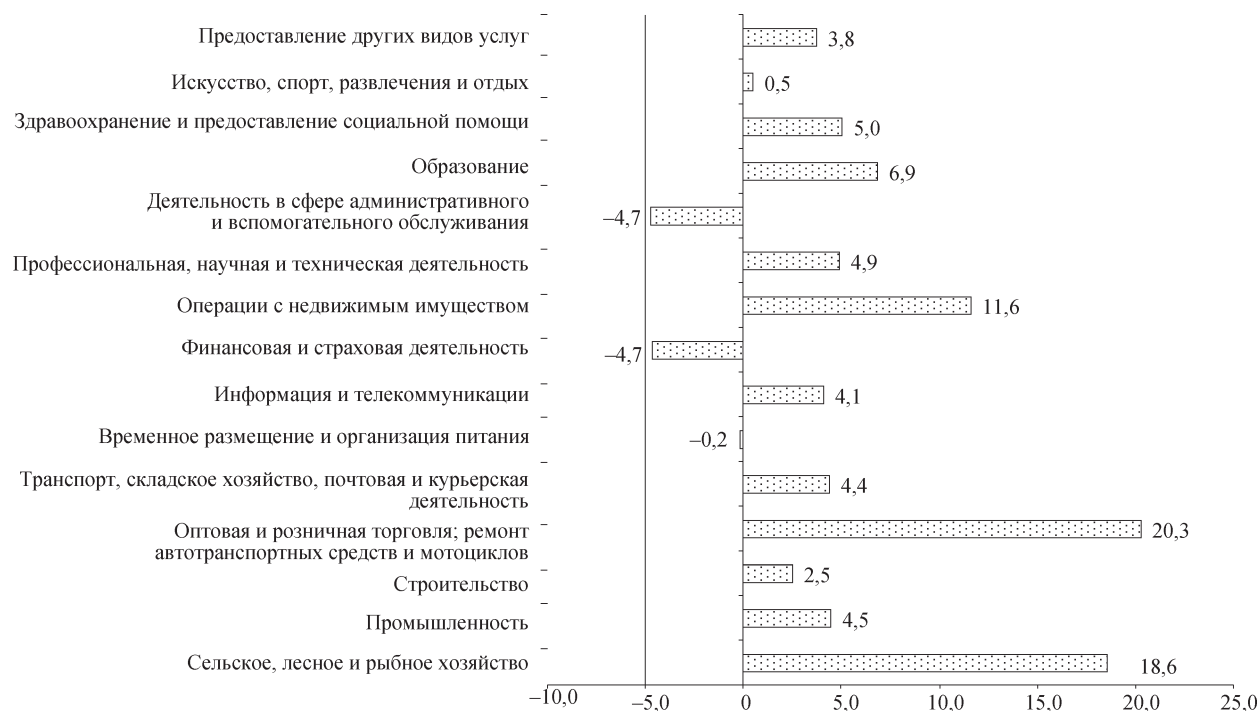 Предоставление других видов услуг
3,8
Искусство, спорт, развлечения и отдых
0,5
Здравоохранение и предоставление социальной помощи
5,0
Образование
6,9
Деятельность в сфере административного
и вспомогательного обслуживания
–4,7
Профессиональная, научная и техническая деятельность
4,9
Операции с недвижимым имуществом
11,6
Финансовая и страховая деятельность
–4,7
Информация и телекоммуникации
4,1
Временное размещение и организация питания
–0,2
Транспорт, складское хозяйство, почтовая и курьерская
деятельность
4,4
Оптовая и розничная торговля; ремонт
автотранспортных средств и мотоциклов
20,3
Строительство
2,5
Промышленность
4,5
Сельское, лесное и рыбное хозяйство
18,6
–10,0 –5,0 0 5,0 10,0 15,0 20,0 25,0